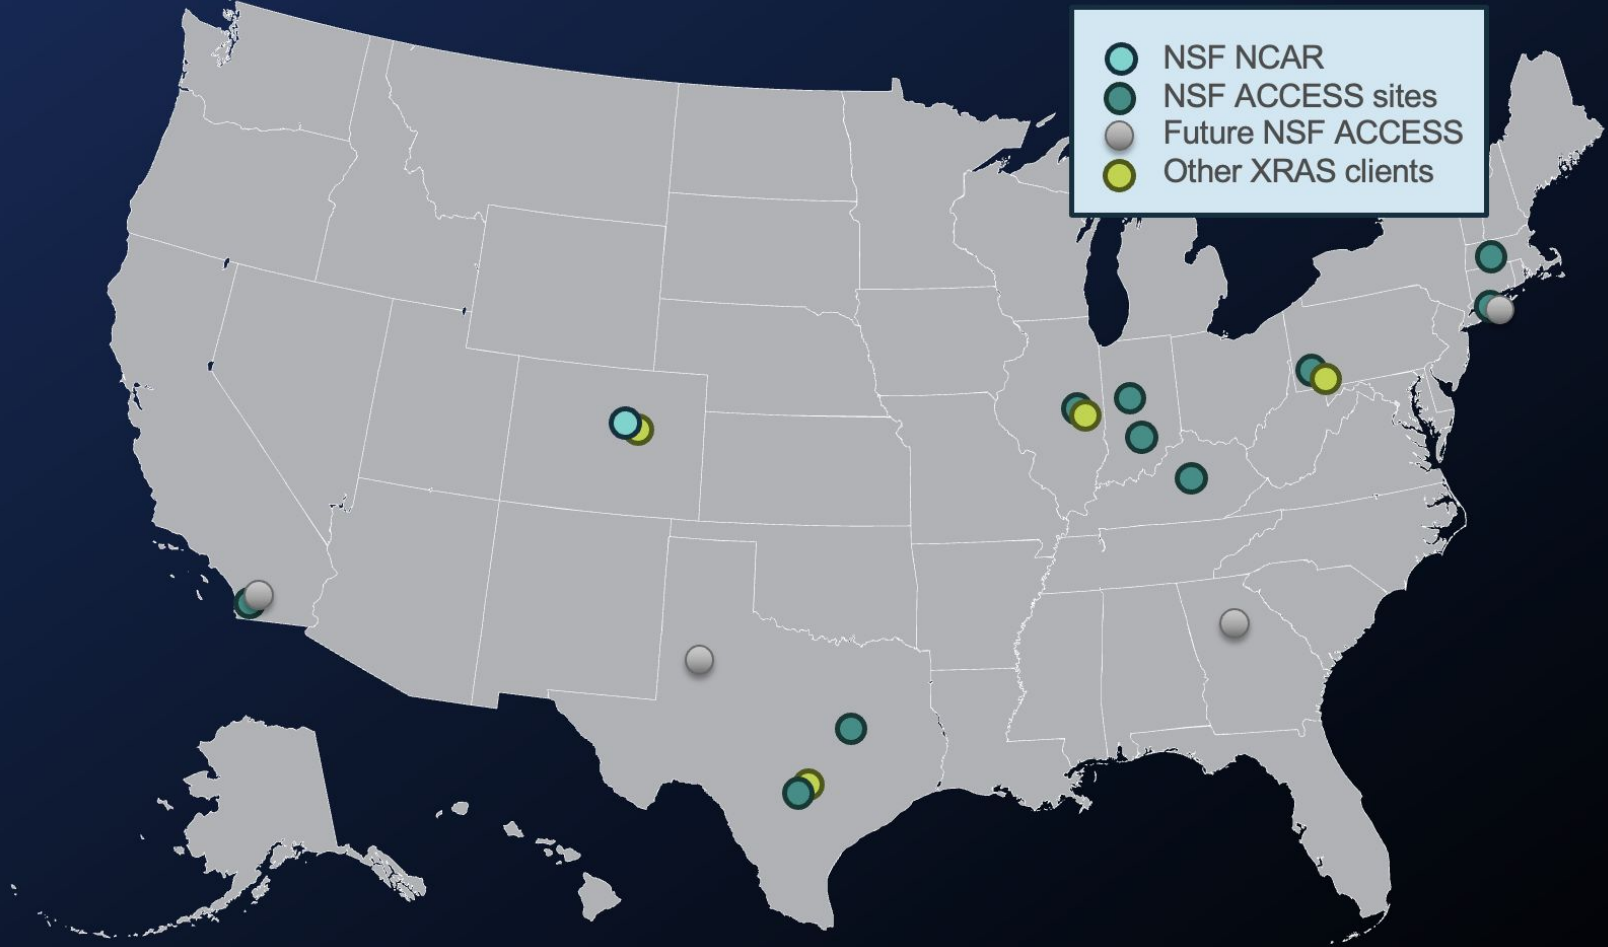 NSF NCAR
NSF ACCESS sites
Future NSF ACCESS
Other XRAS clients